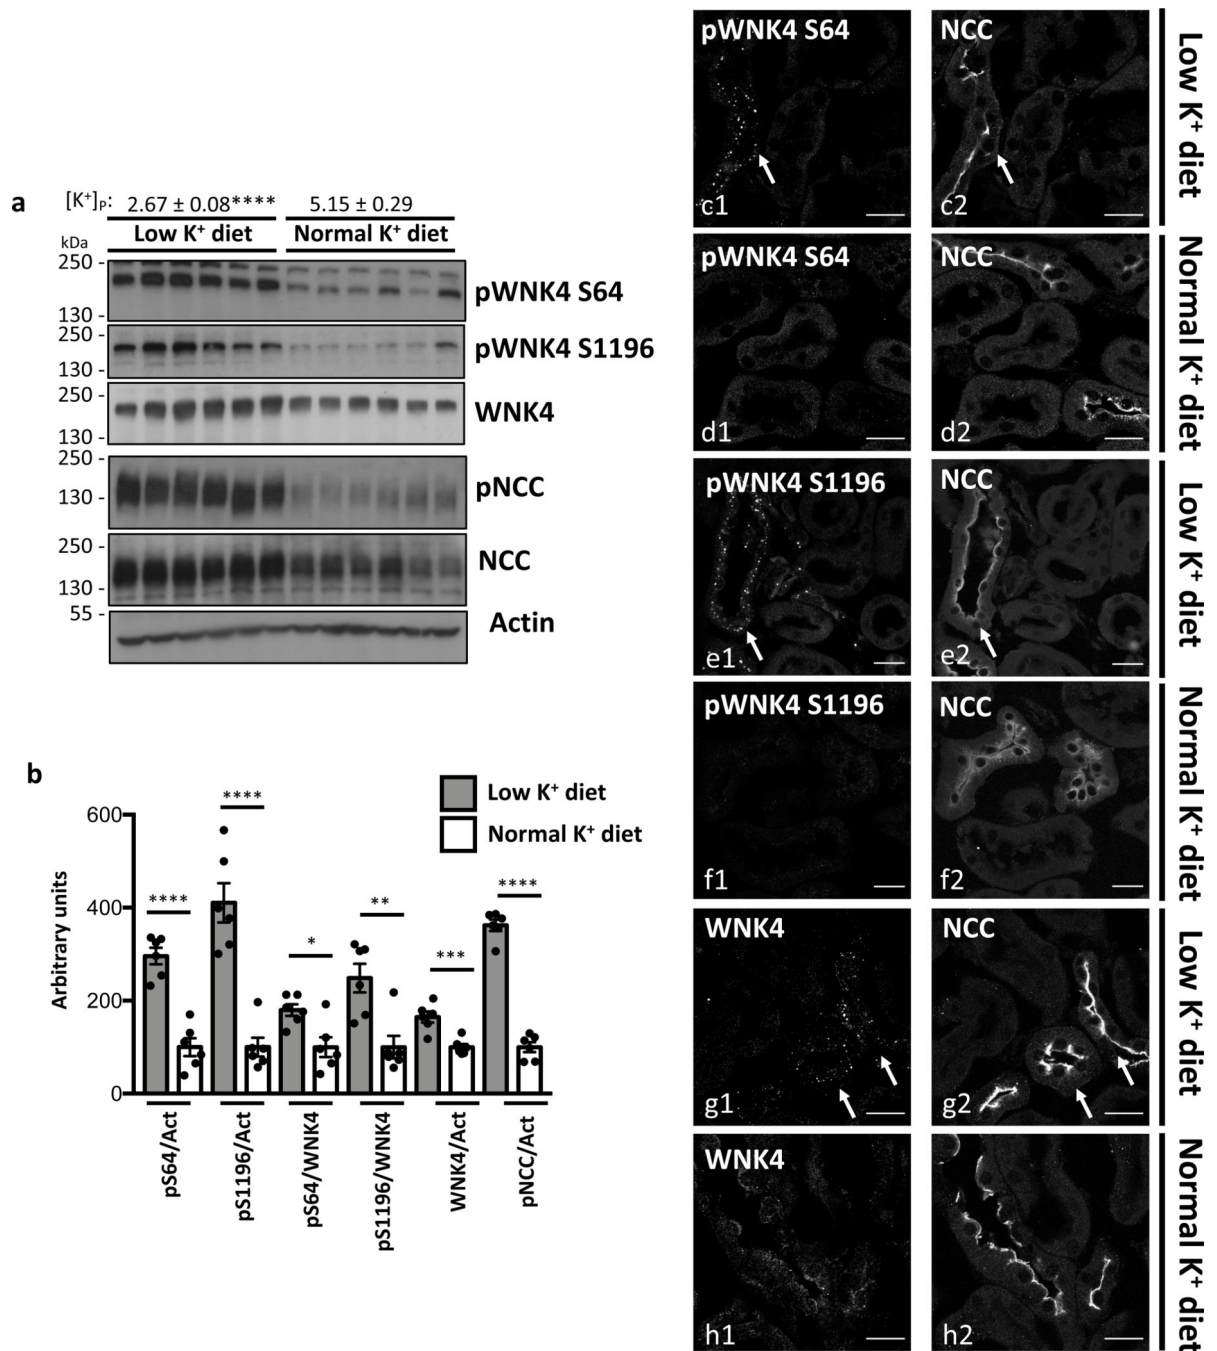 a
[K⁺]ₚ: 2.67 ± 0.08**** 5.15 ± 0.29
kDa
Low K⁺ diet Normal K⁺ diet
250 -
130 -
pWNK4 S64
250 -
130 -
pWNK4 S1196
250 -
130 -
WNK4
250 -
130 -
pNCC
250 -
130 -
NCC
55 -
Actin
b
Low K⁺ diet
Normal K⁺ diet
Arbitrary units
600
400
200
0
****
****
*
**
***
****
pS64/Act
pS1196/Act
pS64/WNK4
pS1196/WNK4
WNK4/Act
pNCC/Act
pWNK4 S64 NCC
c1 c2
Low K⁺ diet
pWNK4 S64 NCC
d1 d2
Normal K⁺ diet
pWNK4 S1196 NCC
e1 e2
Low K⁺ diet
pWNK4 S1196 NCC
f1 f2
Normal K⁺ diet
WNK4 NCC
g1 g2
Low K⁺ diet
WNK4 NCC
h1 h2
Normal K⁺ diet